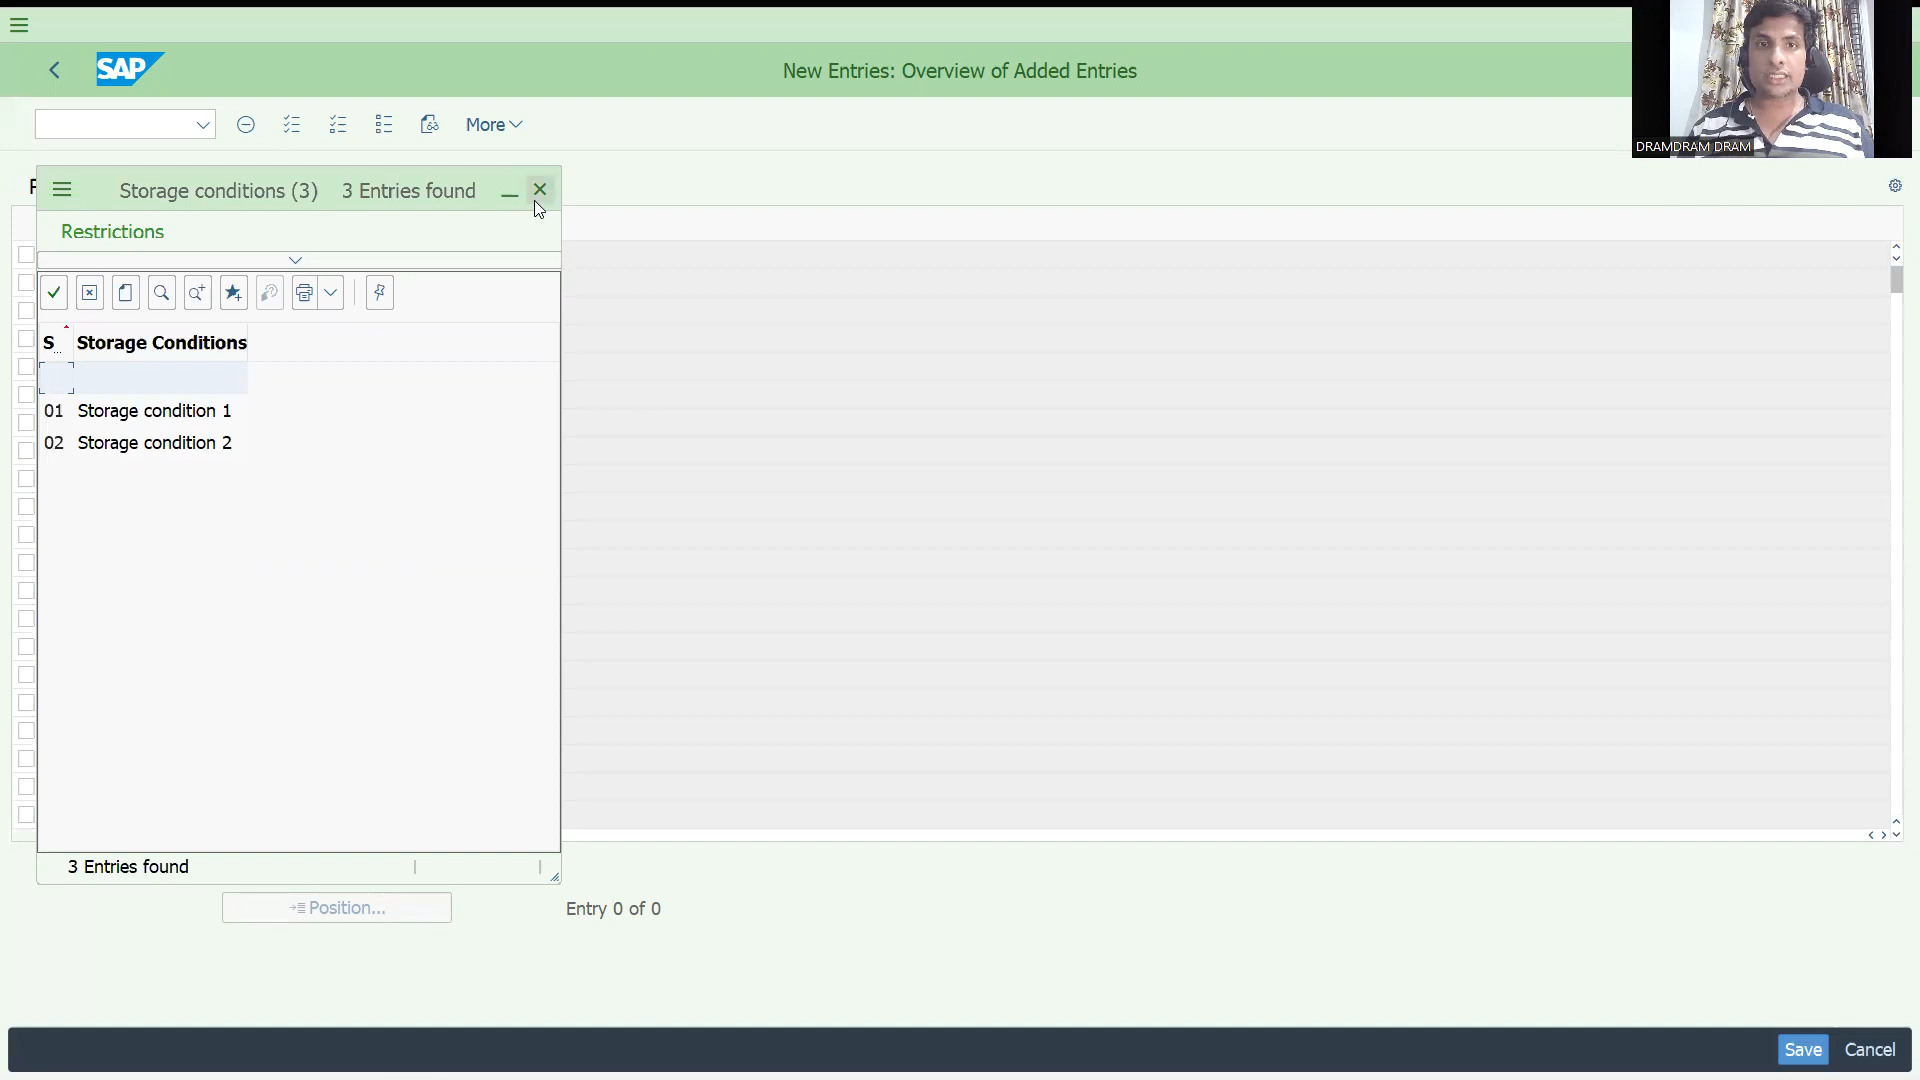 SAP
New Entries: Overview of Added Entries
More
DRAMDRAM DRAM
Storage conditions (3) 3 Entries found
Restrictions
S... Storage Conditions
01 Storage condition 1
02 Storage condition 2
3 Entries found
Position...
Entry 0 of 0
Save Cancel